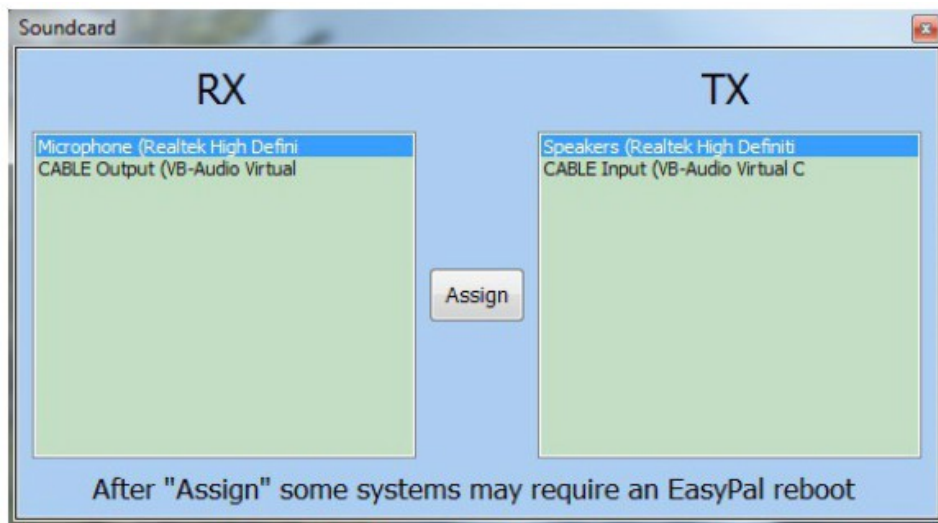 Soundcard
RX
TX
Microphone (Realtek High Defini
CABLE Output (VB-Audio Virtual
Speakers (Realtek High Definiti
CABLE Input (VB-Audio Virtual C
Assign
After "Assign" some systems may require an EasyPal reboot